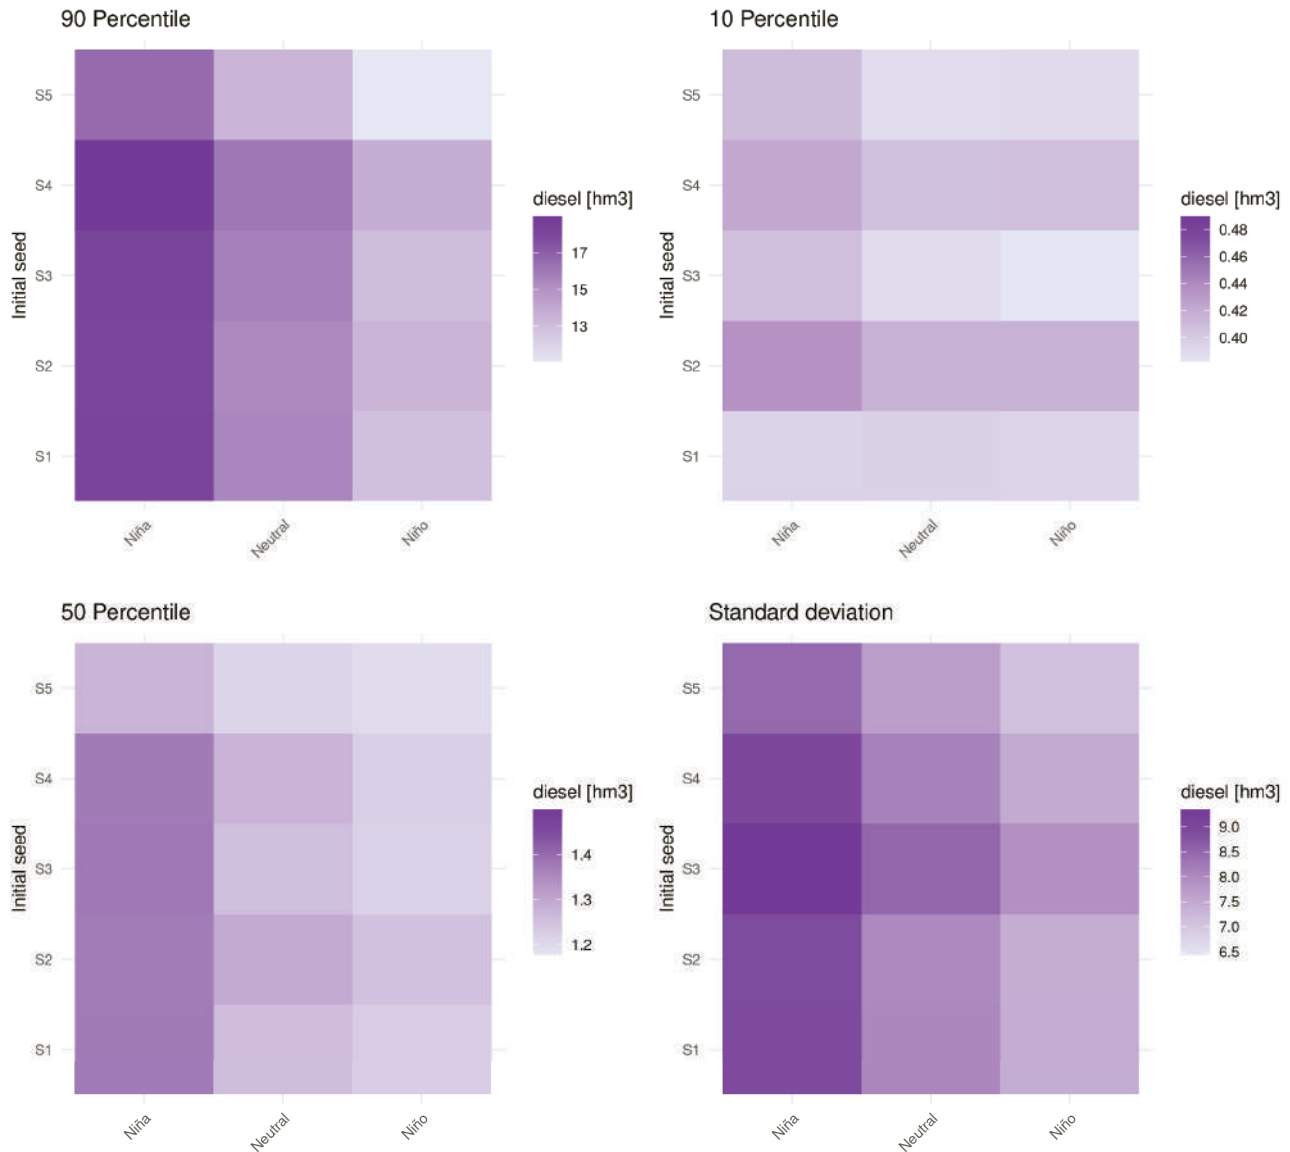 90 Percentile
Initial seed
S5
S4
S3
S2
S1
Niña
Neutral
Niño
diesel [hm3]
17
15
13
10 Percentile
Initial seed
S5
S4
S3
S2
S1
Niña
Neutral
Niño
diesel [hm3]
0.48
0.46
0.44
0.42
0.40
50 Percentile
Initial seed
S5
S4
S3
S2
S1
Niña
Neutral
Niño
diesel [hm3]
1.4
1.3
1.2
Standard deviation
Initial seed
S5
S4
S3
S2
S1
Niña
Neutral
Niño
diesel [hm3]
9.0
8.5
8.0
7.5
7.0
6.5